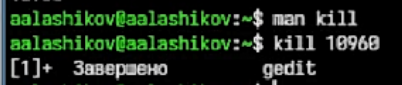 aalashikov@aalashikov:~$ man kill
aalashikov@aalashikov:~$ kill 10960
[1]+  Завершено           gedit